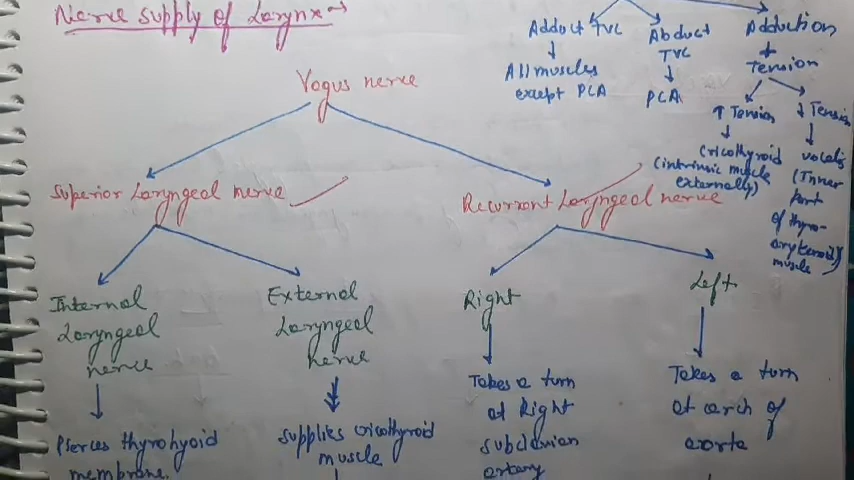 Nerve supply of Larynx →
Adduct TVC
All muscles
except PCA
Abduct
TVC
PCA
Adduction
+
Tension
↑ Tension
Cricothyroid
(intrinsic muscle
externally)
↓ Tension
vocalis
(Inner
part
of thyro-
arytenoid)
muscle
Vagus nerve
Superior Laryngeal nerve
Recurrent Laryngeal nerve
Internal
Laryngeal
nerve
Pierces thyrohyoid
membrane
External
Laryngeal
nerve
supplies cricothyroid
muscle
Right
Takes a turn
at Right
subclavian
artery
Left
Takes a turn
at arch of
aorta